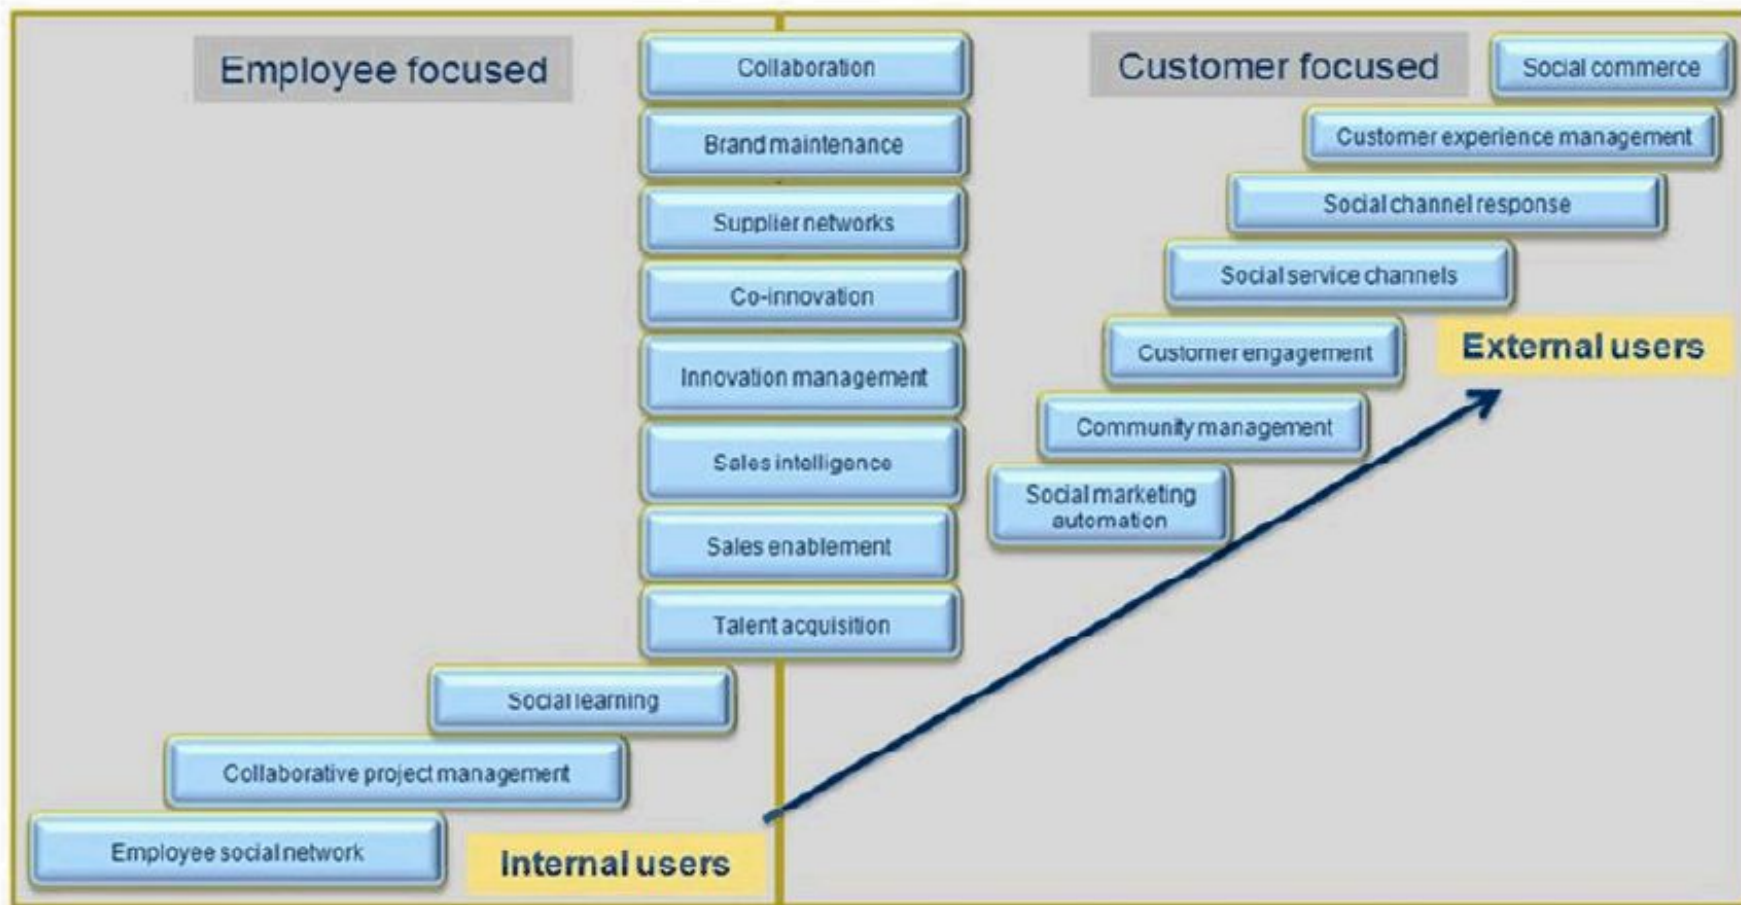 Employee focused
Collaboration
Brand maintenance
Supplier networks
Co-innovation
Innovation management
Sales intelligence
Sales enablement
Talent acquisition
Social learning
Collaborative project management
Employee social network
Internal users
Customer focused
Social commerce
Customer experience management
Social channel response
Social service channels
Customer engagement
External users
Community management
Social marketing
automation